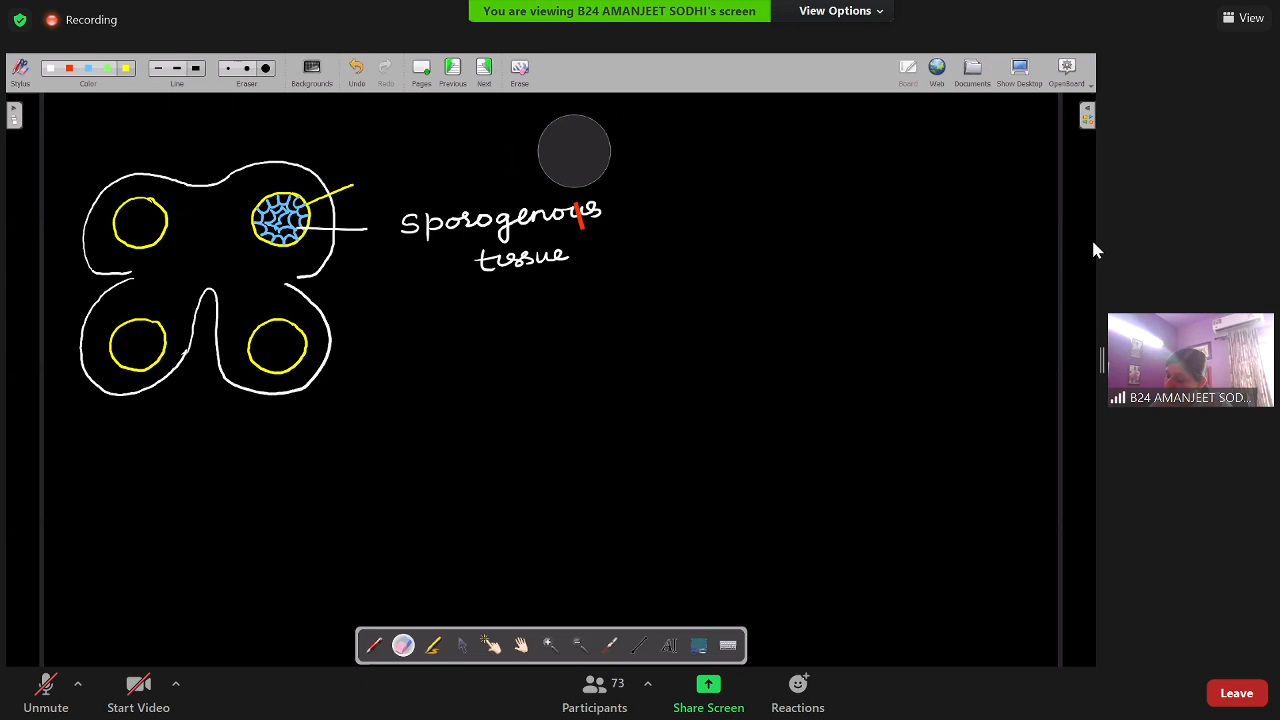 Recording
You are viewing B24 AMANJEET SODHI's screen
View Options
View
Stylus
Color
Line
Eraser
Backgrounds
Undo
Redo
Pages
Previous
Next
Erase
Board
Web
Documents
Show Desktop
OpenBoard
Sporogenous
tissue
B24 AMANJEET SOD...
AI
Unmute
Start Video
73
Participants
Share Screen
Reactions
Leave